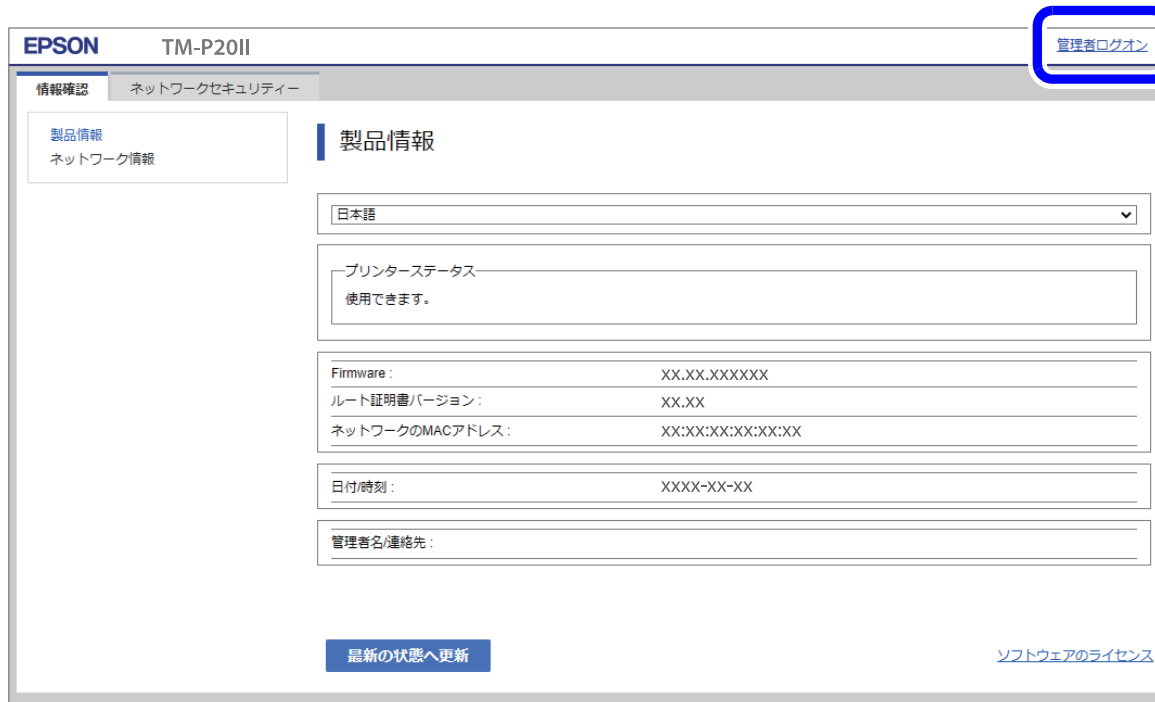 EPSON TM-P20II 管理者ログオン
情報確認 ネットワークセキュリティー
製品情報
ネットワーク情報
製品情報
日本語
プリンターステータス
使用できます。
Firmware : XX.XX.XXXXXX
ルート証明書バージョン : XX.XX
ネットワークのMACアドレス : XX:XX:XX:XX:XX:XX
日付/時刻 : XXXX-XX-XX
管理者名/連絡先 :
最新の状態へ更新 ソフトウェアのライセンス